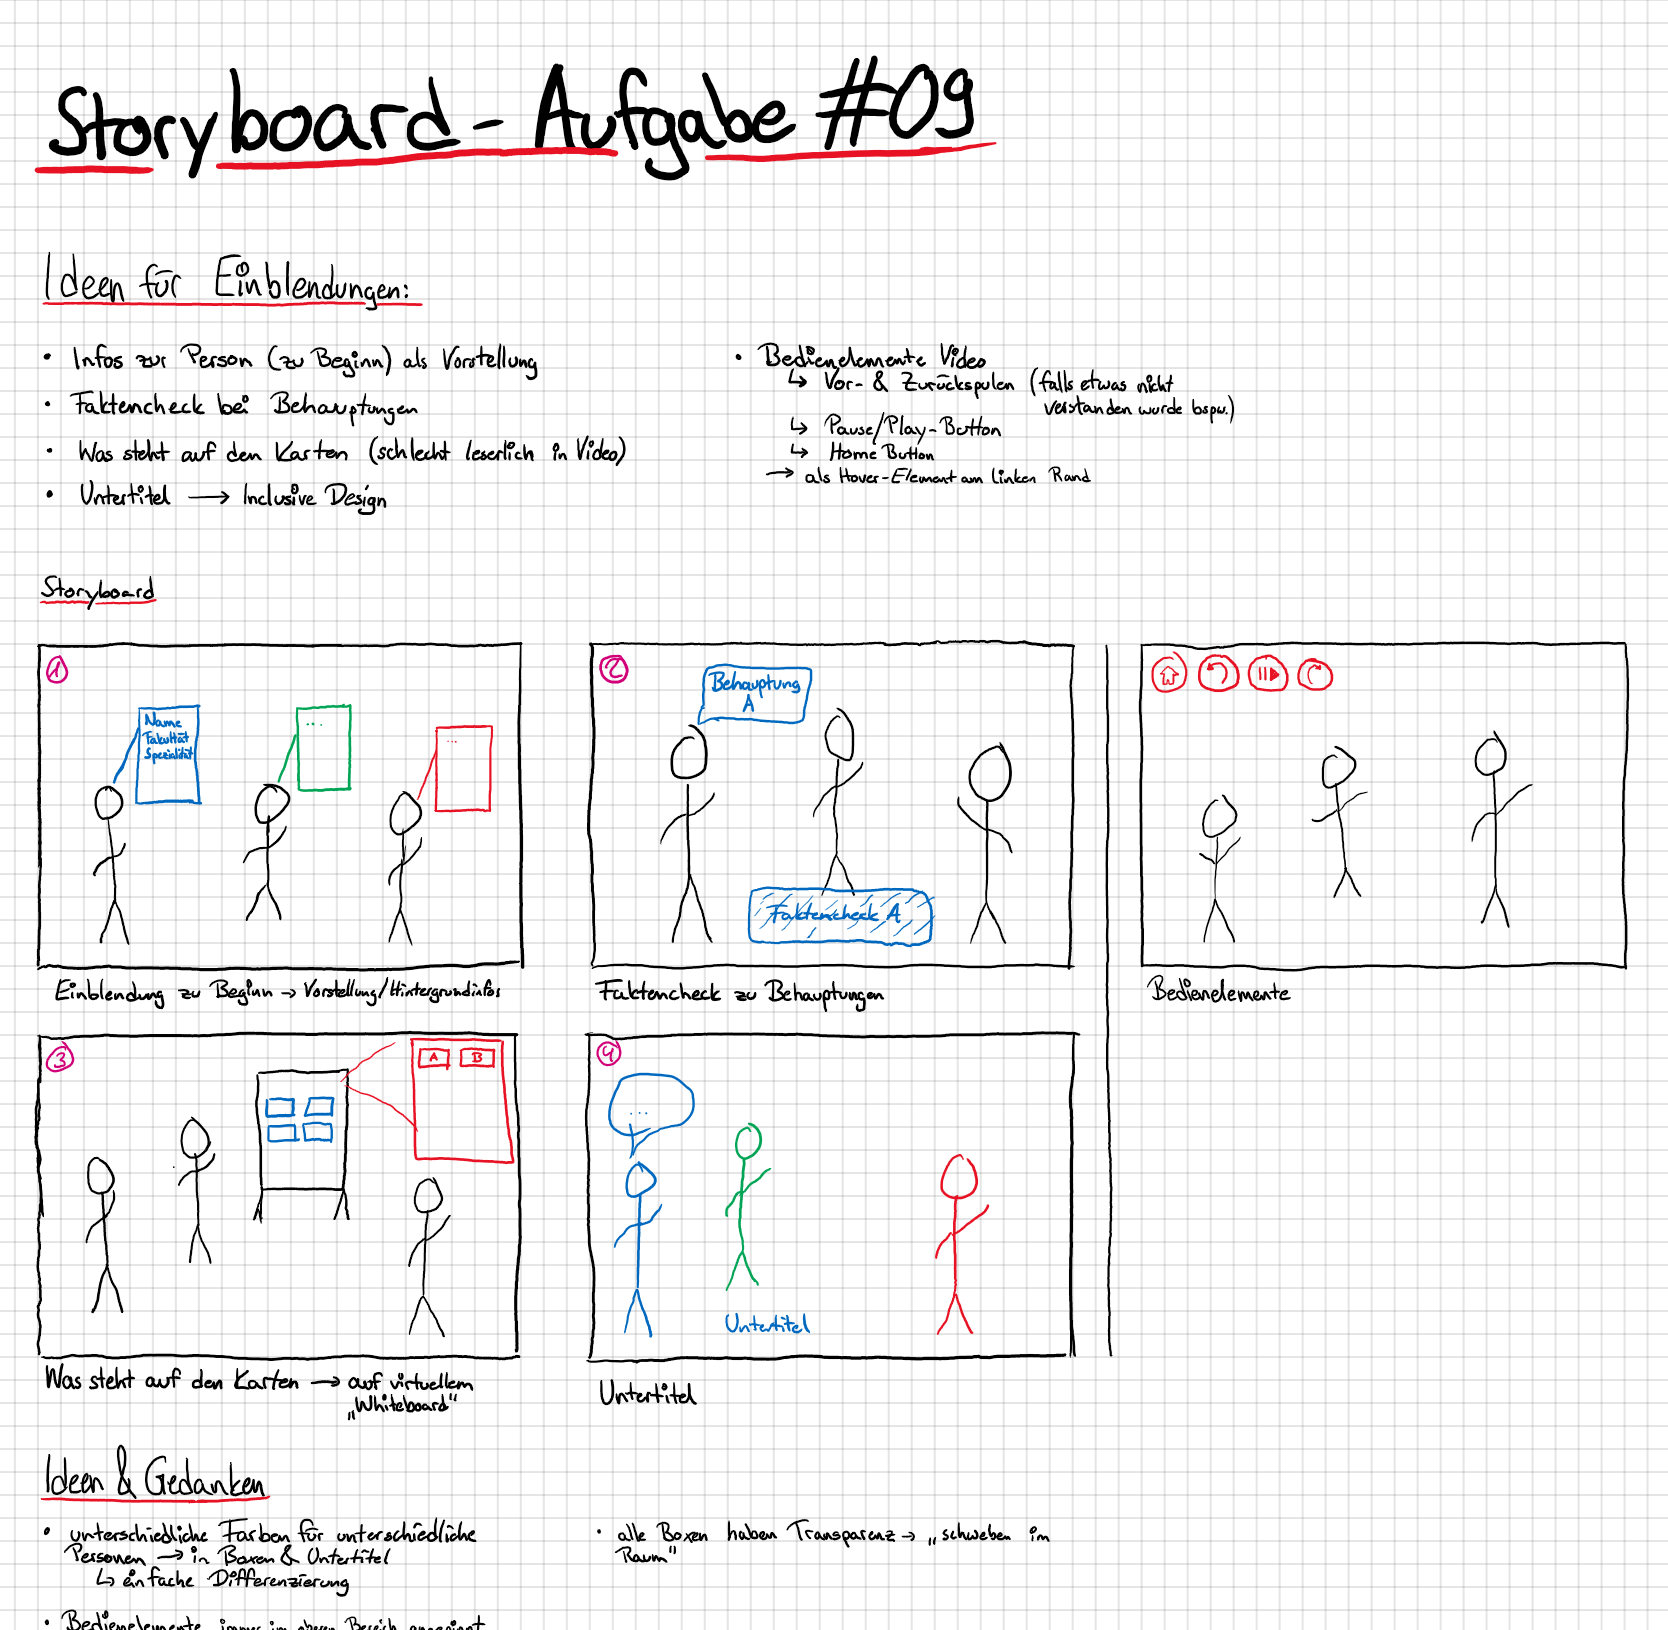 Storyboard - Aufgabe #09
Ideen für Einblendungen:
• Infos zur Person (zu Beginn) als Vorstellung
• Faktencheck bei Behauptungen
• Was steht auf den Karten (schlecht leserlich in Video)
• Untertitel → Inclusive Design
• Bedienelemente Video
↳ Vor- & Zurückspulen (falls etwas nicht
verstanden wurde bspw.)
↳ Pause/Play-Button
↳ Home Button
→ als Hover-Element am linken Rand
Storyboard
1
Name
Fakultät
Spezialität
...
...
Einblendung zu Beginn → Vorstellung/Hintergrundinfos
2
Behauptung
A
Faktencheck A
Faktencheck zu Behauptungen
Bedienelemente
3
A B
Was steht auf den Karten → auf virtuellem
„Whiteboard"
4
...
Untertitel
Untertitel
Ideen & Gedanken
• unterschiedliche Farben für unterschiedliche
Personen → in Boxen & Untertitel
↳ einfache Differenzierung
• Bedienelemente immer im oberen Bereich
• alle Boxen haben Transparenz → „schweben im
Raum"